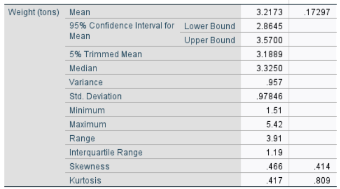 Weight (tons) Mean 3.2173 .17297
95% Confidence Interval for Mean Lower Bound 2.8645
Upper Bound 3.5700
5% Trimmed Mean 3.1889
Median 3.3250
Variance .957
Std. Deviation .97846
Minimum 1.51
Maximum 5.42
Range 3.91
Interquartile Range 1.19
Skewness .466 .414
Kurtosis .417 .809